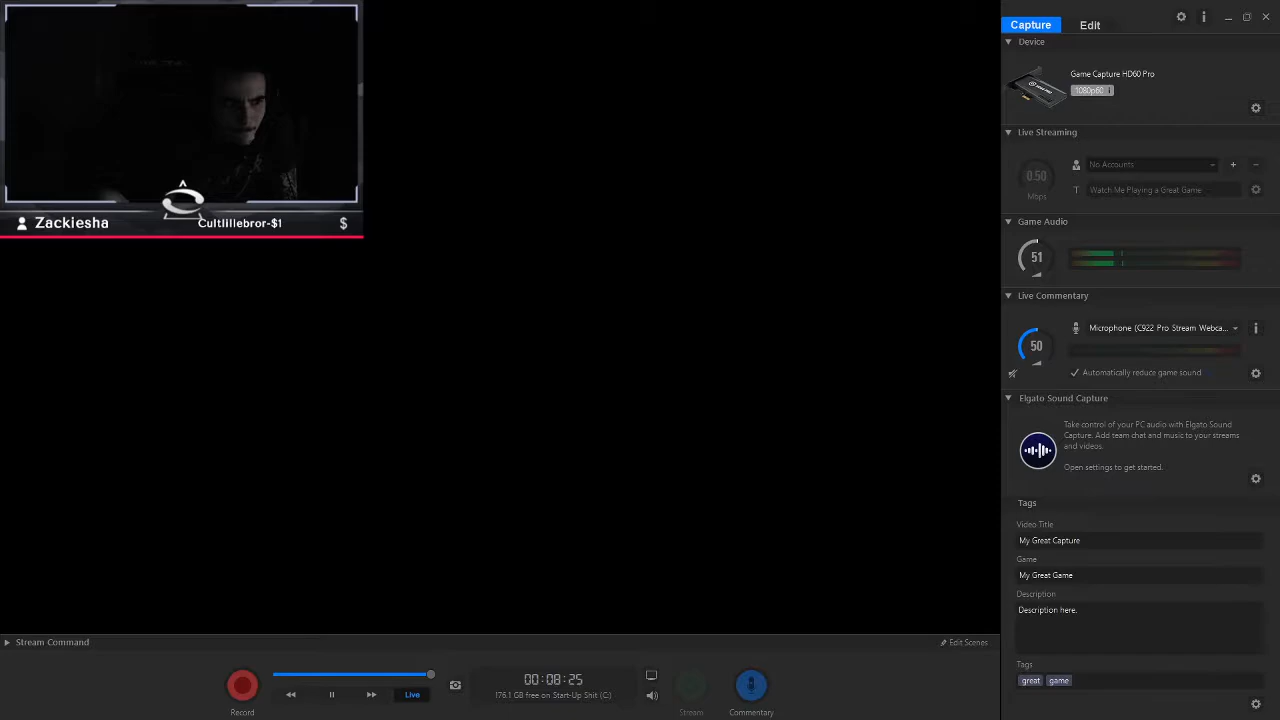 Zackiesha
Cultlillebror-$1
$
Capture
Edit
Device
Game Capture HD60 Pro
1080p60
Live Streaming
0.50
Mbps
No Accounts
Watch Me Playing a Great Game
Game Audio
51
Live Commentary
50
Microphone (C922 Pro Stream Webca...
Automatically reduce game sound
Elgato Sound Capture
Take control of your PC audio with Elgato Sound
Capture. Add team chat and music to your streams
and videos.
Open settings to get started.
Tags
Video Title
My Great Capture
Game
My Great Game
Description
Description here.
Tags
great game
Stream Command
Edit Scenes
Record
Live
00:08:25
176.1 GB free on Start-Up Shit (C:)
Stream
Commentary